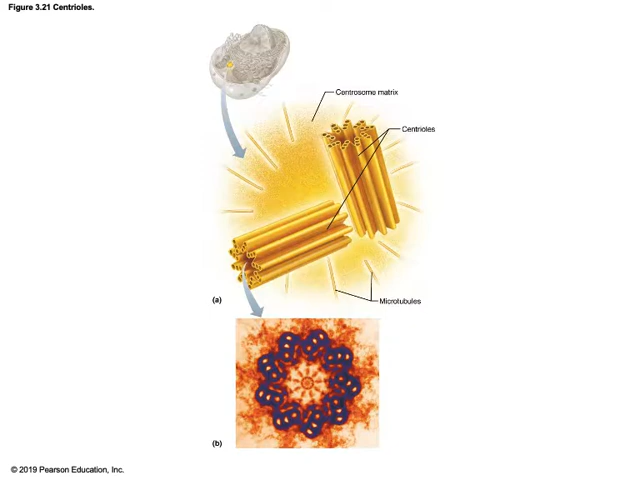 Figure 3.21 Centrioles.
Centrosome matrix
Centrioles
Microtubules
(a)
(b)
© 2019 Pearson Education, Inc.